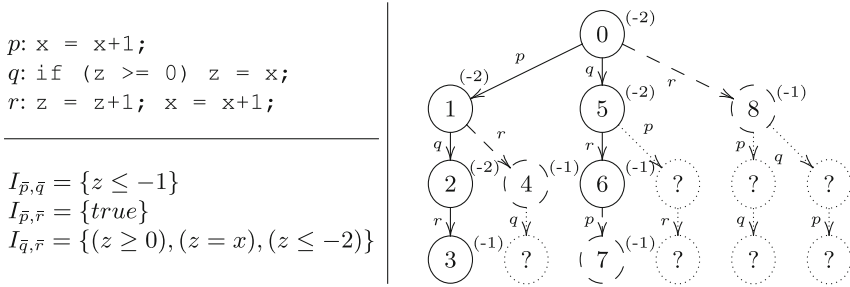 p: x = x+1;
q: if (z >= 0) z = x;
r: z = z+1; x = x+1;
I_{p̄,q̄} = {z ≤ −1}
I_{p̄,r̄} = {true}
I_{q̄,r̄} = {(z ≥ 0), (z = x), (z ≤ −2)}
0 (-2)
p q r
1 (-2) 5 (-2) 8 (-1)
q r r p p q
2 (-2) 4 (-1) 6 (-1) ? ? ?
r q p r q p
3 (-1) ? 7 (-1) ? ? ?